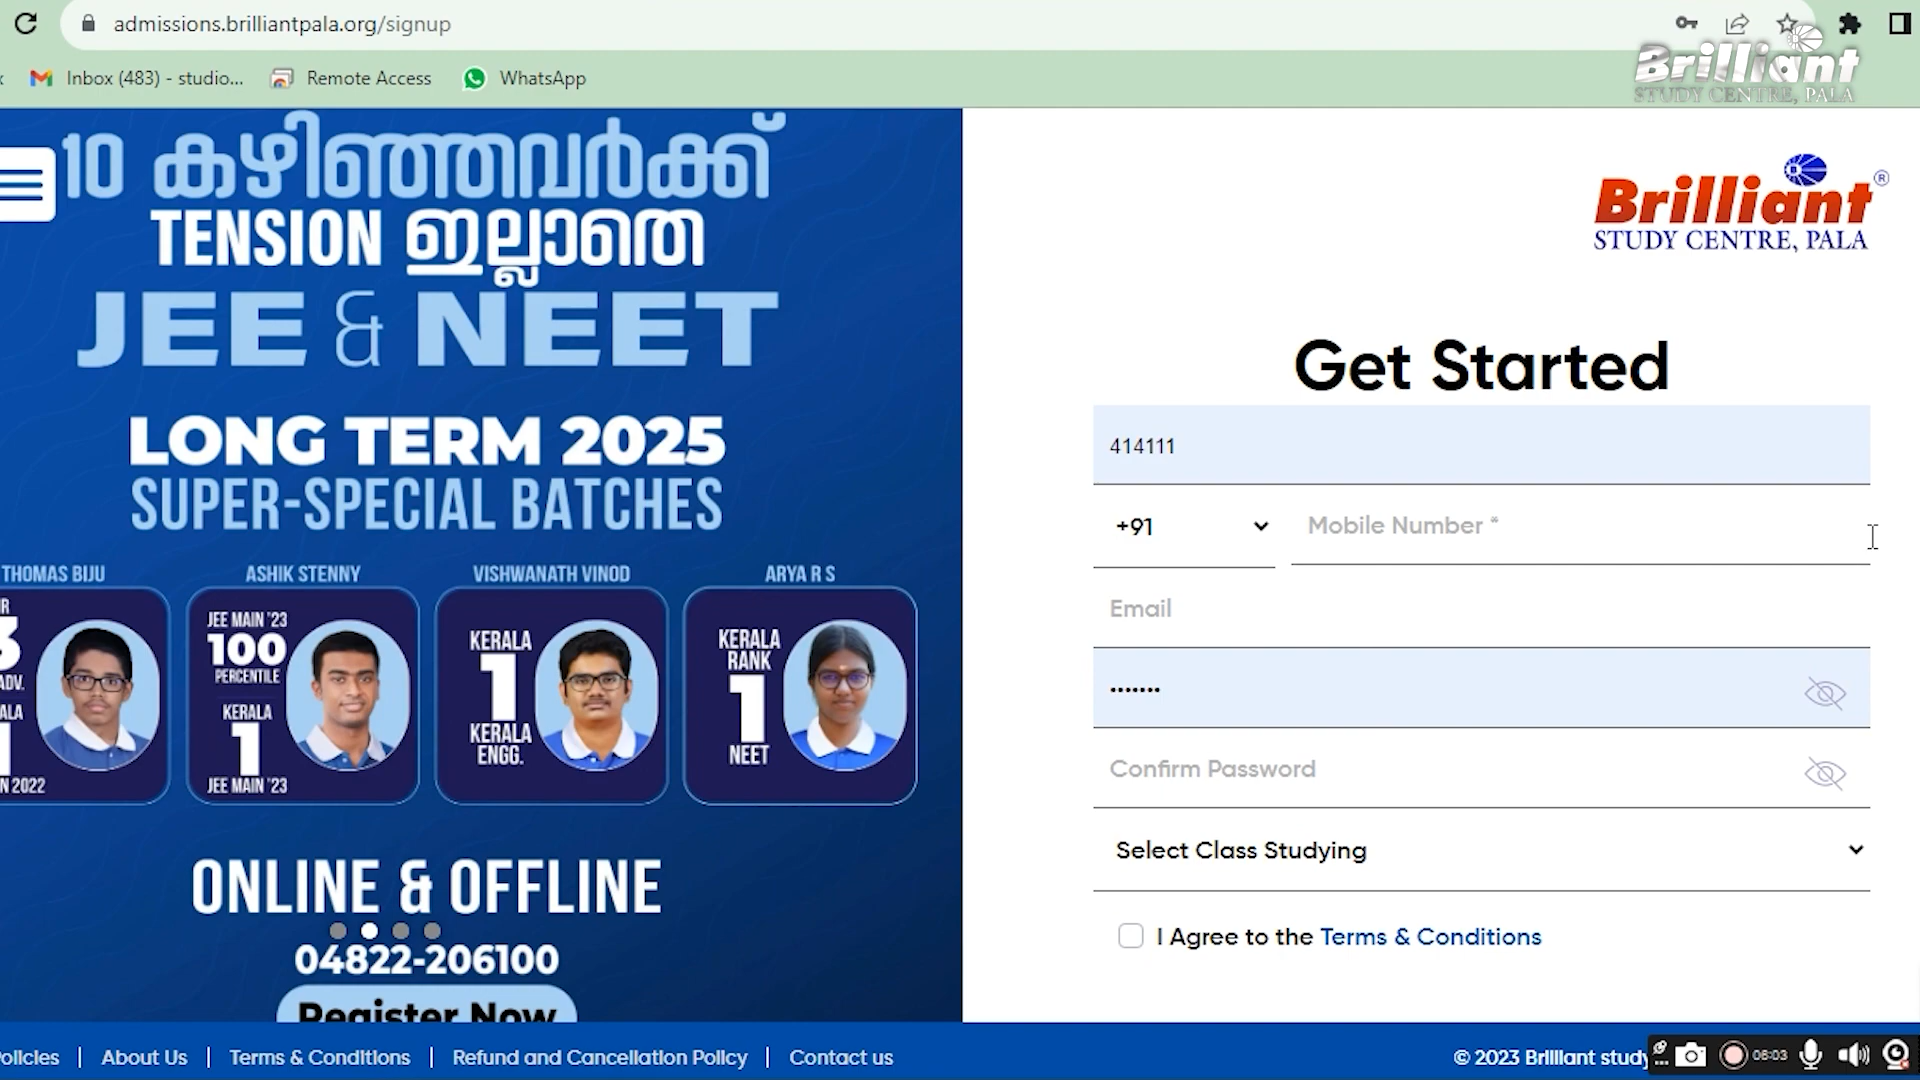 admissions.brilliantpala.org/signup
Inbox (483) - studio...
Remote Access
WhatsApp
Brilliant
STUDY CENTRE, PALA
10 കഴിഞ്ഞവർക്ക്
TENSION ഇല്ലാതെ
JEE & NEET
LONG TERM 2025
SUPER-SPECIAL BATCHES
THOMAS BIJU
ADV.
1
N 2022
ASHIK STENNY
JEE MAIN '23
100
PERCENTILE
KERALA
1
JEE MAIN '23
VISHWANATH VINOD
KERALA
1
KERALA
ENGG.
ARYA R S
KERALA
RANK
1
NEET
ONLINE & OFFLINE
04822-206100
Register Now
Brilliant®
STUDY CENTRE, PALA
Get Started
414111
+91
Mobile Number *
Email
•••••••
Confirm Password
Select Class Studying
I Agree to the Terms & Conditions
olicies | About Us | Terms & Conditions | Refund and Cancellation Policy | Contact us
© 2023 Brilliant study
06:03